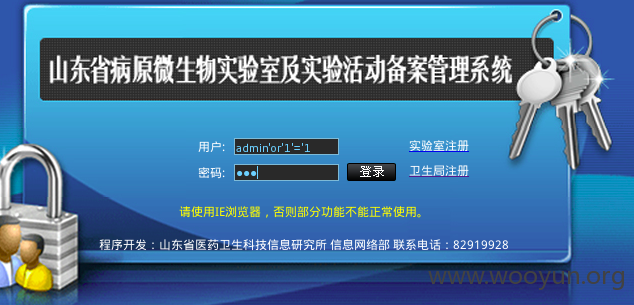 山东省病原微生物实验室及实验活动备案管理系统
用户: admin'or'1'='1 实验室注册
密码: ●●● 登录 卫生局注册
请使用IE浏览器，否则部分功能不能正常使用。
程序开发：山东省医药卫生科技信息研究所 信息网络部 联系电话：82919928
www.wooyun.org